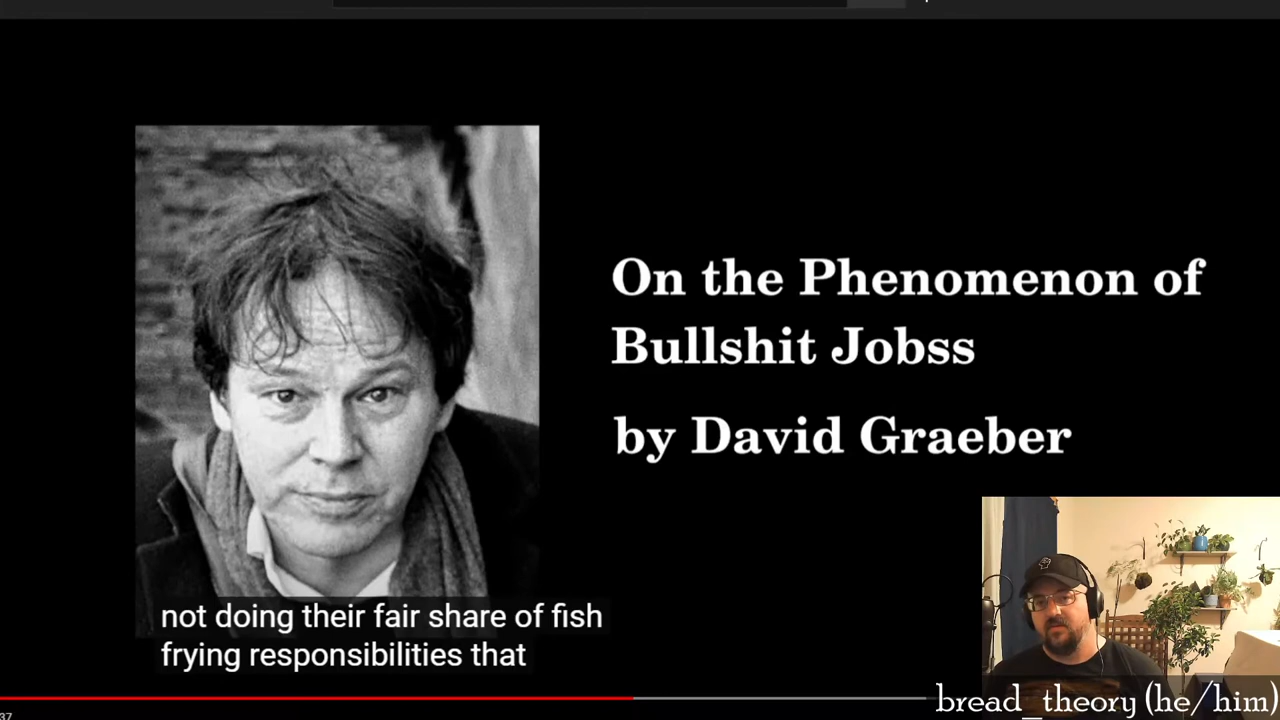 On the Phenomenon of
Bullshit Jobss
by David Graeber
not doing their fair share of fish
frying responsibilities that
bread_theory (he/him)
37